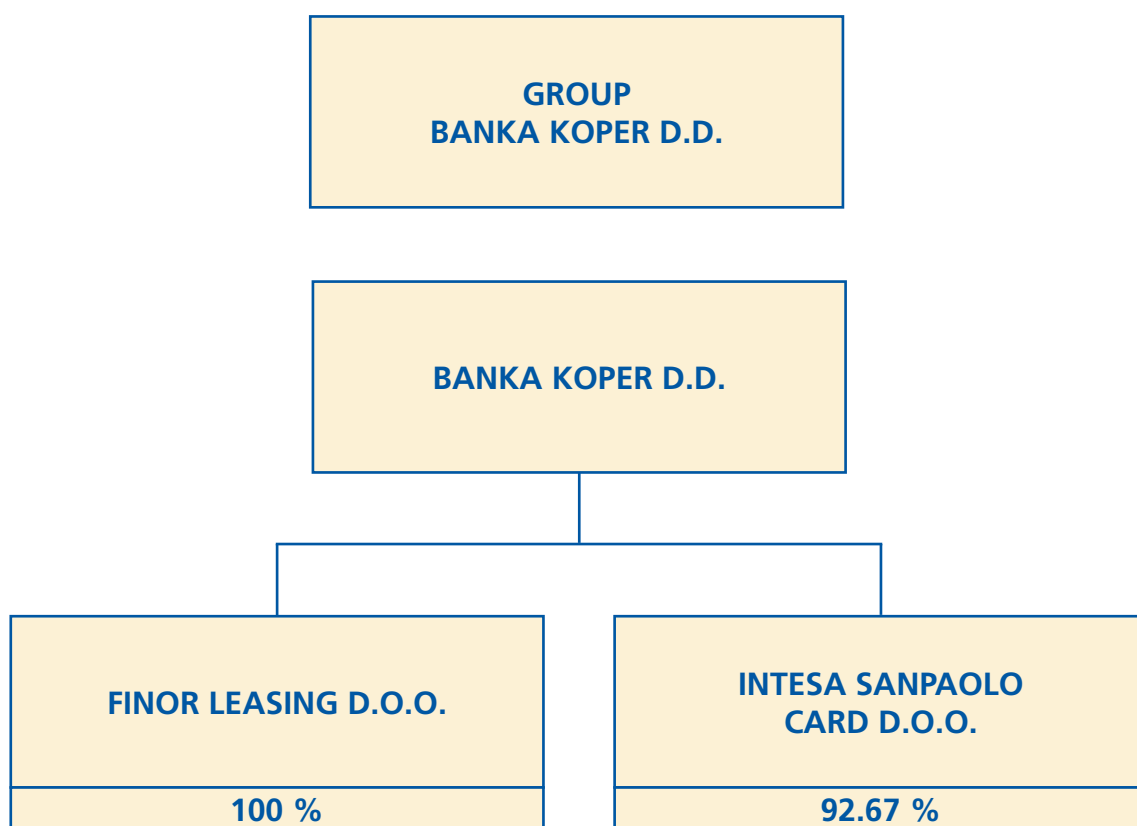 GROUP
BANKA KOPER D.D.
BANKA KOPER D.D.
FINOR LEASING D.O.O.
100 %
INTESA SANPAOLO
CARD D.O.O.
92.67 %